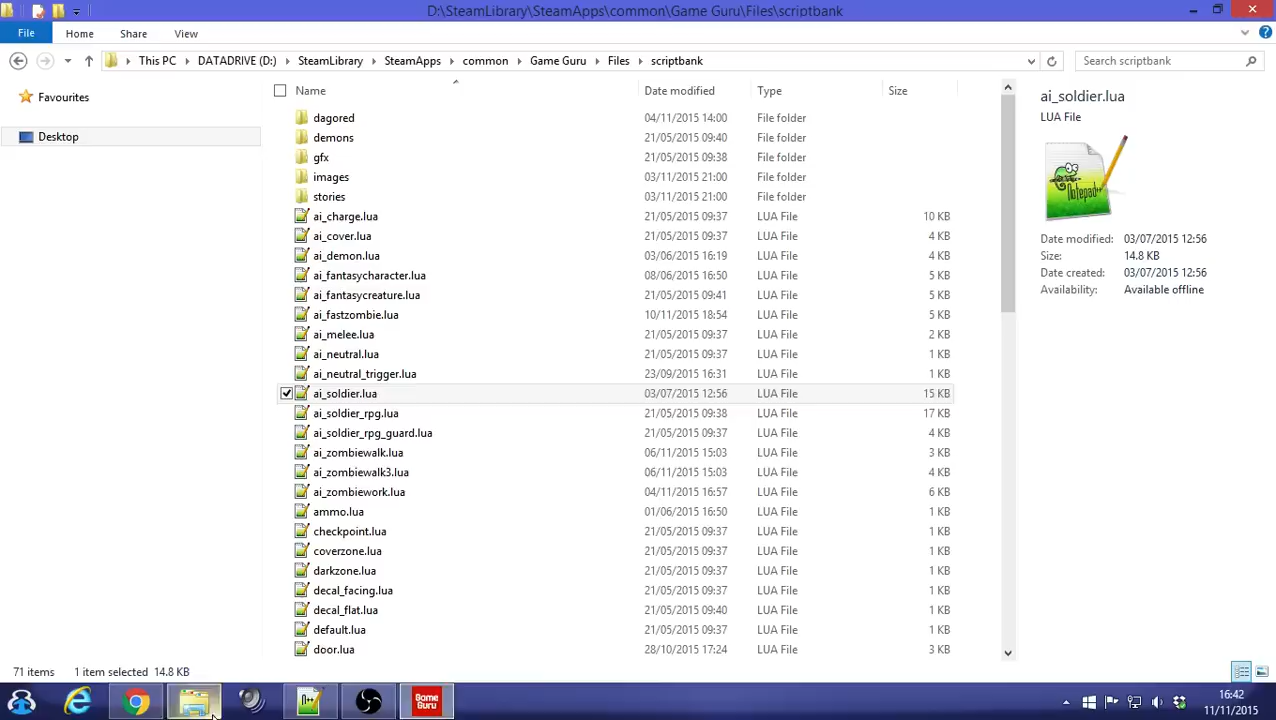 D:\SteamLibrary\SteamApps\common\Game Guru\Files\scriptbank
File Home Share View
This PC DATADRIVE (D:) SteamLibrary SteamApps common Game Guru Files scriptbank Search scriptbank
Favourites
Desktop
Name Date modified Type Size
dagored 04/11/2015 14:00 File folder
demons 21/05/2015 09:40 File folder
gfx 21/05/2015 09:38 File folder
images 03/11/2015 21:00 File folder
stories 03/11/2015 21:00 File folder
ai_charge.lua 21/05/2015 09:37 LUA File 10 KB
ai_cover.lua 21/05/2015 09:37 LUA File 4 KB
ai_demon.lua 03/06/2015 16:19 LUA File 4 KB
ai_fantasycharacter.lua 08/06/2015 16:50 LUA File 5 KB
ai_fantasycreature.lua 21/05/2015 09:41 LUA File 5 KB
ai_fastzombie.lua 10/11/2015 18:54 LUA File 5 KB
ai_melee.lua 21/05/2015 09:37 LUA File 2 KB
ai_neutral.lua 21/05/2015 09:37 LUA File 1 KB
ai_neutral_trigger.lua 23/09/2015 16:31 LUA File 1 KB
ai_soldier.lua 03/07/2015 12:56 LUA File 15 KB
ai_soldier_rpg.lua 21/05/2015 09:38 LUA File 17 KB
ai_soldier_rpg_guard.lua 21/05/2015 09:37 LUA File 4 KB
ai_zombiewalk.lua 06/11/2015 15:03 LUA File 3 KB
ai_zombiewalk3.lua 06/11/2015 15:03 LUA File 4 KB
ai_zombiework.lua 04/11/2015 16:57 LUA File 6 KB
ammo.lua 01/06/2015 16:50 LUA File 1 KB
checkpoint.lua 21/05/2015 09:37 LUA File 1 KB
coverzone.lua 21/05/2015 09:37 LUA File 1 KB
darkzone.lua 21/05/2015 09:37 LUA File 1 KB
decal_facing.lua 21/05/2015 09:37 LUA File 1 KB
decal_flat.lua 21/05/2015 09:40 LUA File 1 KB
default.lua 21/05/2015 09:37 LUA File 1 KB
door.lua 28/10/2015 17:24 LUA File 3 KB
ai_soldier.lua
LUA File
Notepad++
Date modified: 03/07/2015 12:56
Size: 14.8 KB
Date created: 03/07/2015 12:56
Availability: Available offline
71 items 1 item selected 14.8 KB
N++
Game
Guru
16:42
11/11/2015